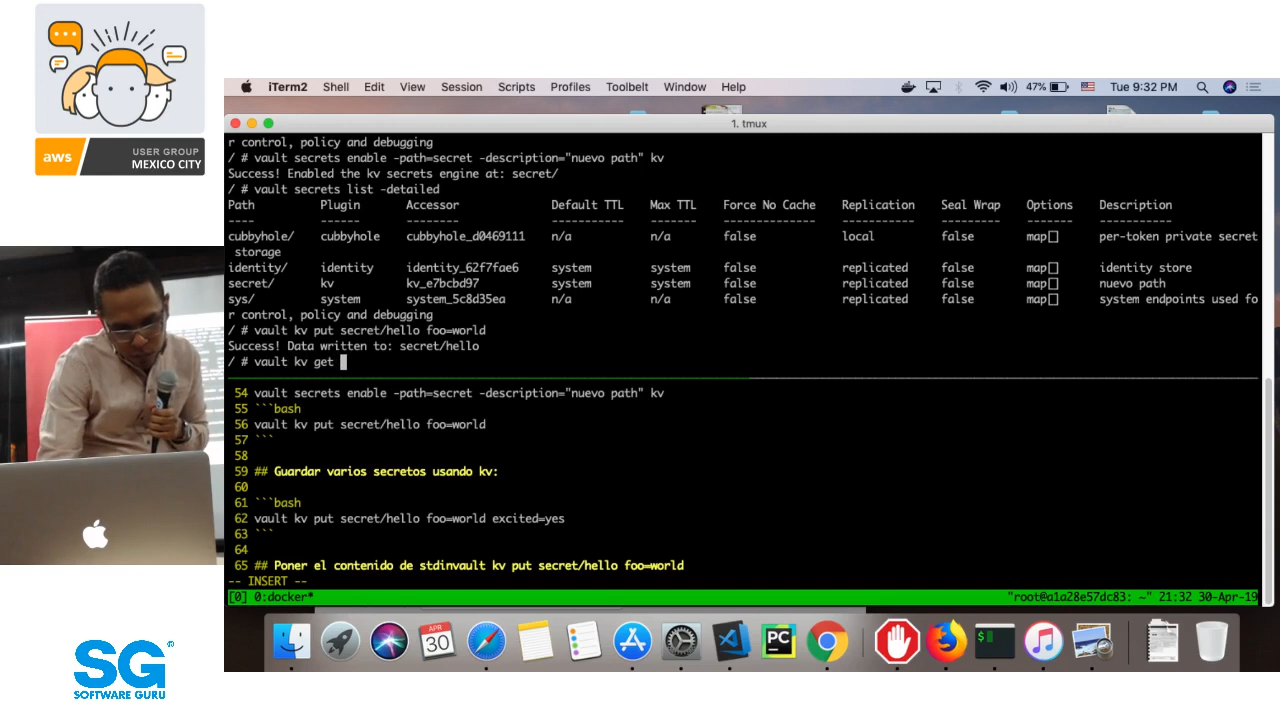 aws USER GROUP
MEXICO CITY
iTerm2 Shell Edit View Session Scripts Profiles Toolbelt Window Help 47% Tue 9:32 PM
1. tmux
r control, policy and debugging
/ # vault secrets enable -path=secret -description="nuevo path" kv
Success! Enabled the kv secrets engine at: secret/
/ # vault secrets list -detailed
Path Plugin Accessor Default TTL Max TTL Force No Cache Replication Seal Wrap Options Description
---- ------ -------- ----------- ------- -------------- ----------- --------- ------- -----------
cubbyhole/ cubbyhole cubbyhole_d0469111 n/a n/a false local false map[] per-token private secret
storage
identity/ identity identity_62f7fae6 system system false replicated false map[] identity store
secret/ kv kv_e7bcbd97 system system false replicated false map[] nuevo path
sys/ system system_5c8d35ea n/a n/a false replicated false map[] system endpoints used fo
r control, policy and debugging
/ # vault kv put secret/hello foo=world
Success! Data written to: secret/hello
/ # vault kv get
54 vault secrets enable -path=secret -description="nuevo path" kv
55 ```bash
56 vault kv put secret/hello foo=world
57 ```
58
59 ## Guardar varios secretos usando kv:
60
61 ```bash
62 vault kv put secret/hello foo=world excited=yes
63 ```
64
65 ## Poner el contenido de stdinvault kv put secret/hello foo=world
-- INSERT --
[0] 0:docker* "root@a1a28e57dc83: ~" 21:32 30-Apr-19
APR
30
PC
$
SG®
SOFTWARE GURU